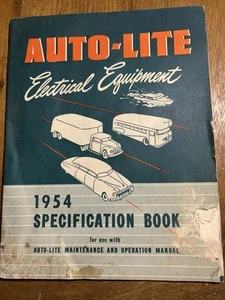 AUTO-LITE
Electrical Equipment
1954
SPECIFICATION BOOK
for use with
AUTO-LITE MAINTENANCE AND OPERATION MANUAL